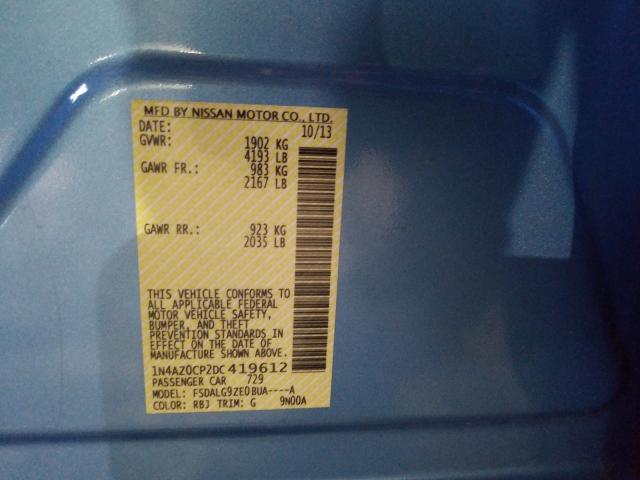 MFD BY NISSAN MOTOR CO., LTD.
DATE: 10/13
GVWR: 1902 KG
4193 LB
GAWR FR.: 983 KG
2167 LB
GAWR RR.: 923 KG
2035 LB
THIS VEHICLE CONFORMS TO
ALL APPLICABLE FEDERAL
MOTOR VEHICLE SAFETY,
BUMPER, AND THEFT
PREVENTION STANDARDS IN
EFFECT ON THE DATE OF
MANUFACTURE SHOWN ABOVE.
1N4AZ0CP2DC419612
PASSENGER CAR 729
MODEL: FSDALG9ZE0BUA----A
COLOR: RBJ TRIM: G 9N00A